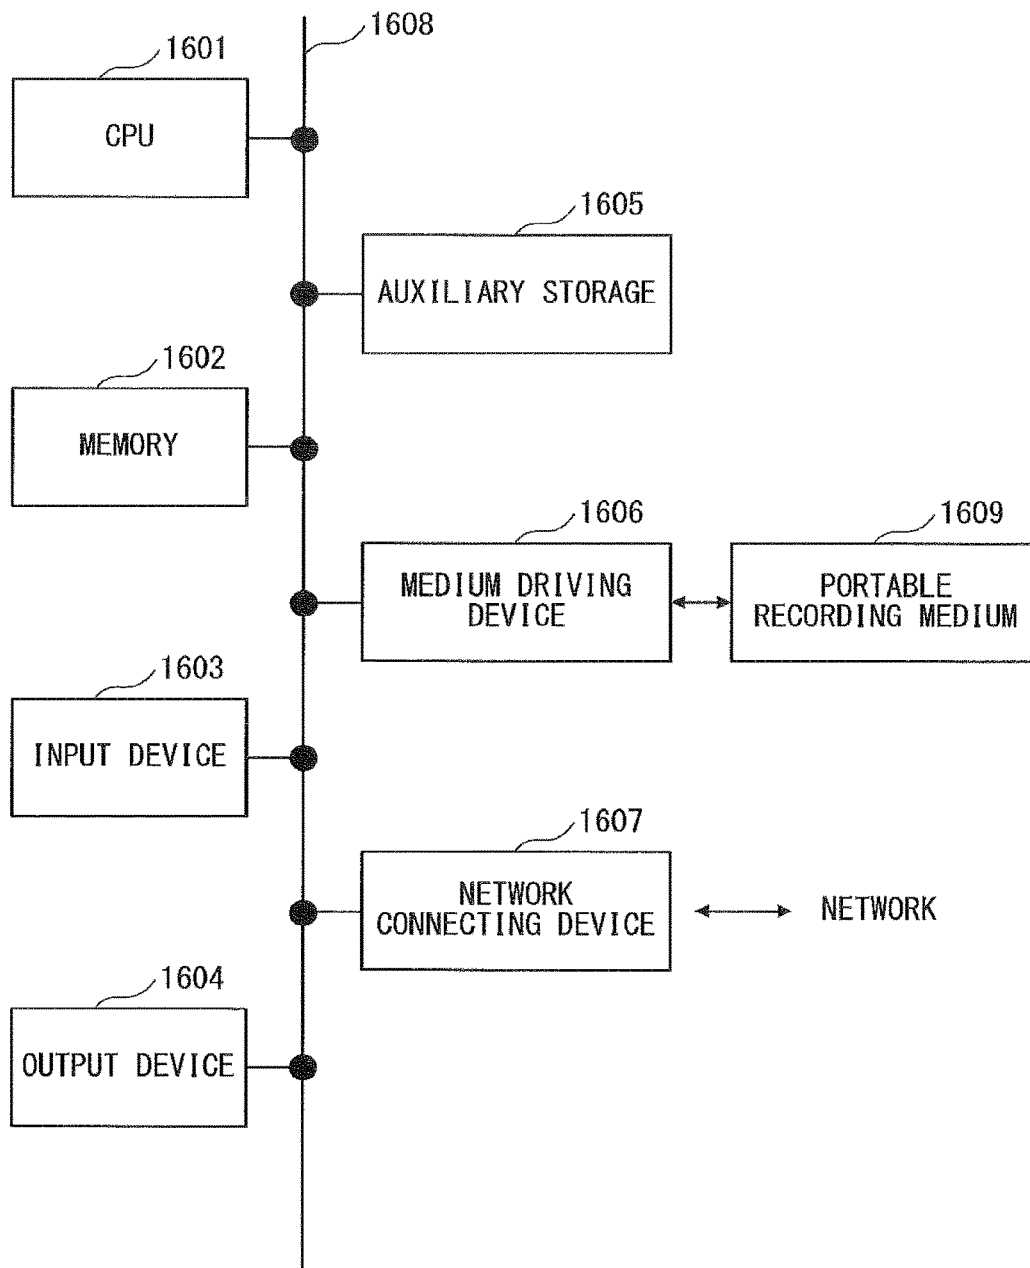 1608
1601
CPU
1605
AUXILIARY STORAGE
1602
MEMORY
1606
1609
MEDIUM DRIVING
DEVICE
PORTABLE
RECORDING MEDIUM
1603
INPUT DEVICE
1607
NETWORK
CONNECTING DEVICE
NETWORK
1604
OUTPUT DEVICE